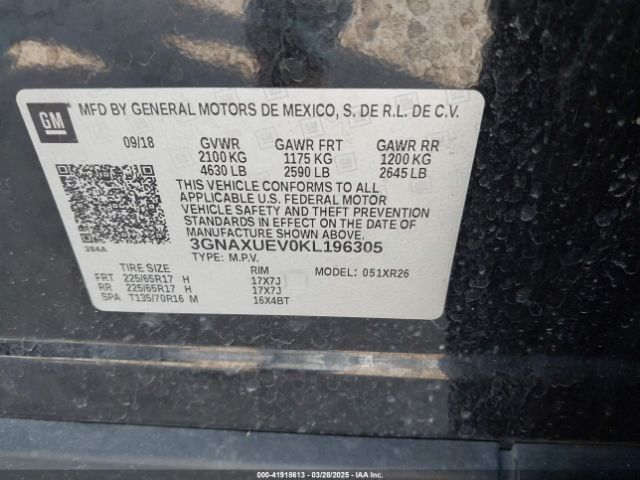 GM
MFD BY GENERAL MOTORS DE MEXICO, S. DE R.L. DE C.V.
09/18 GVWR GAWR FRT GAWR RR
2100 KG 1175 KG 1200 KG
4630 LB 2590 LB 2645 LB
THIS VEHICLE CONFORMS TO ALL
APPLICABLE U.S. FEDERAL MOTOR
VEHICLE SAFETY AND THEFT PREVENTION
STANDARDS IN EFFECT ON THE DATE OF
MANUFACTURE SHOWN ABOVE.
3GNAXUEV0KL196305
384A
TYPE: M.P.V. MODEL: 051XR26
TIRE SIZE RIM
FRT 225/65R17 H 17X7J
RR 225/65R17 H 17X7J
SPA T135/70R16 M 16X4BT
000-41918613 | 03/28/2025 - IAAI, Inc.